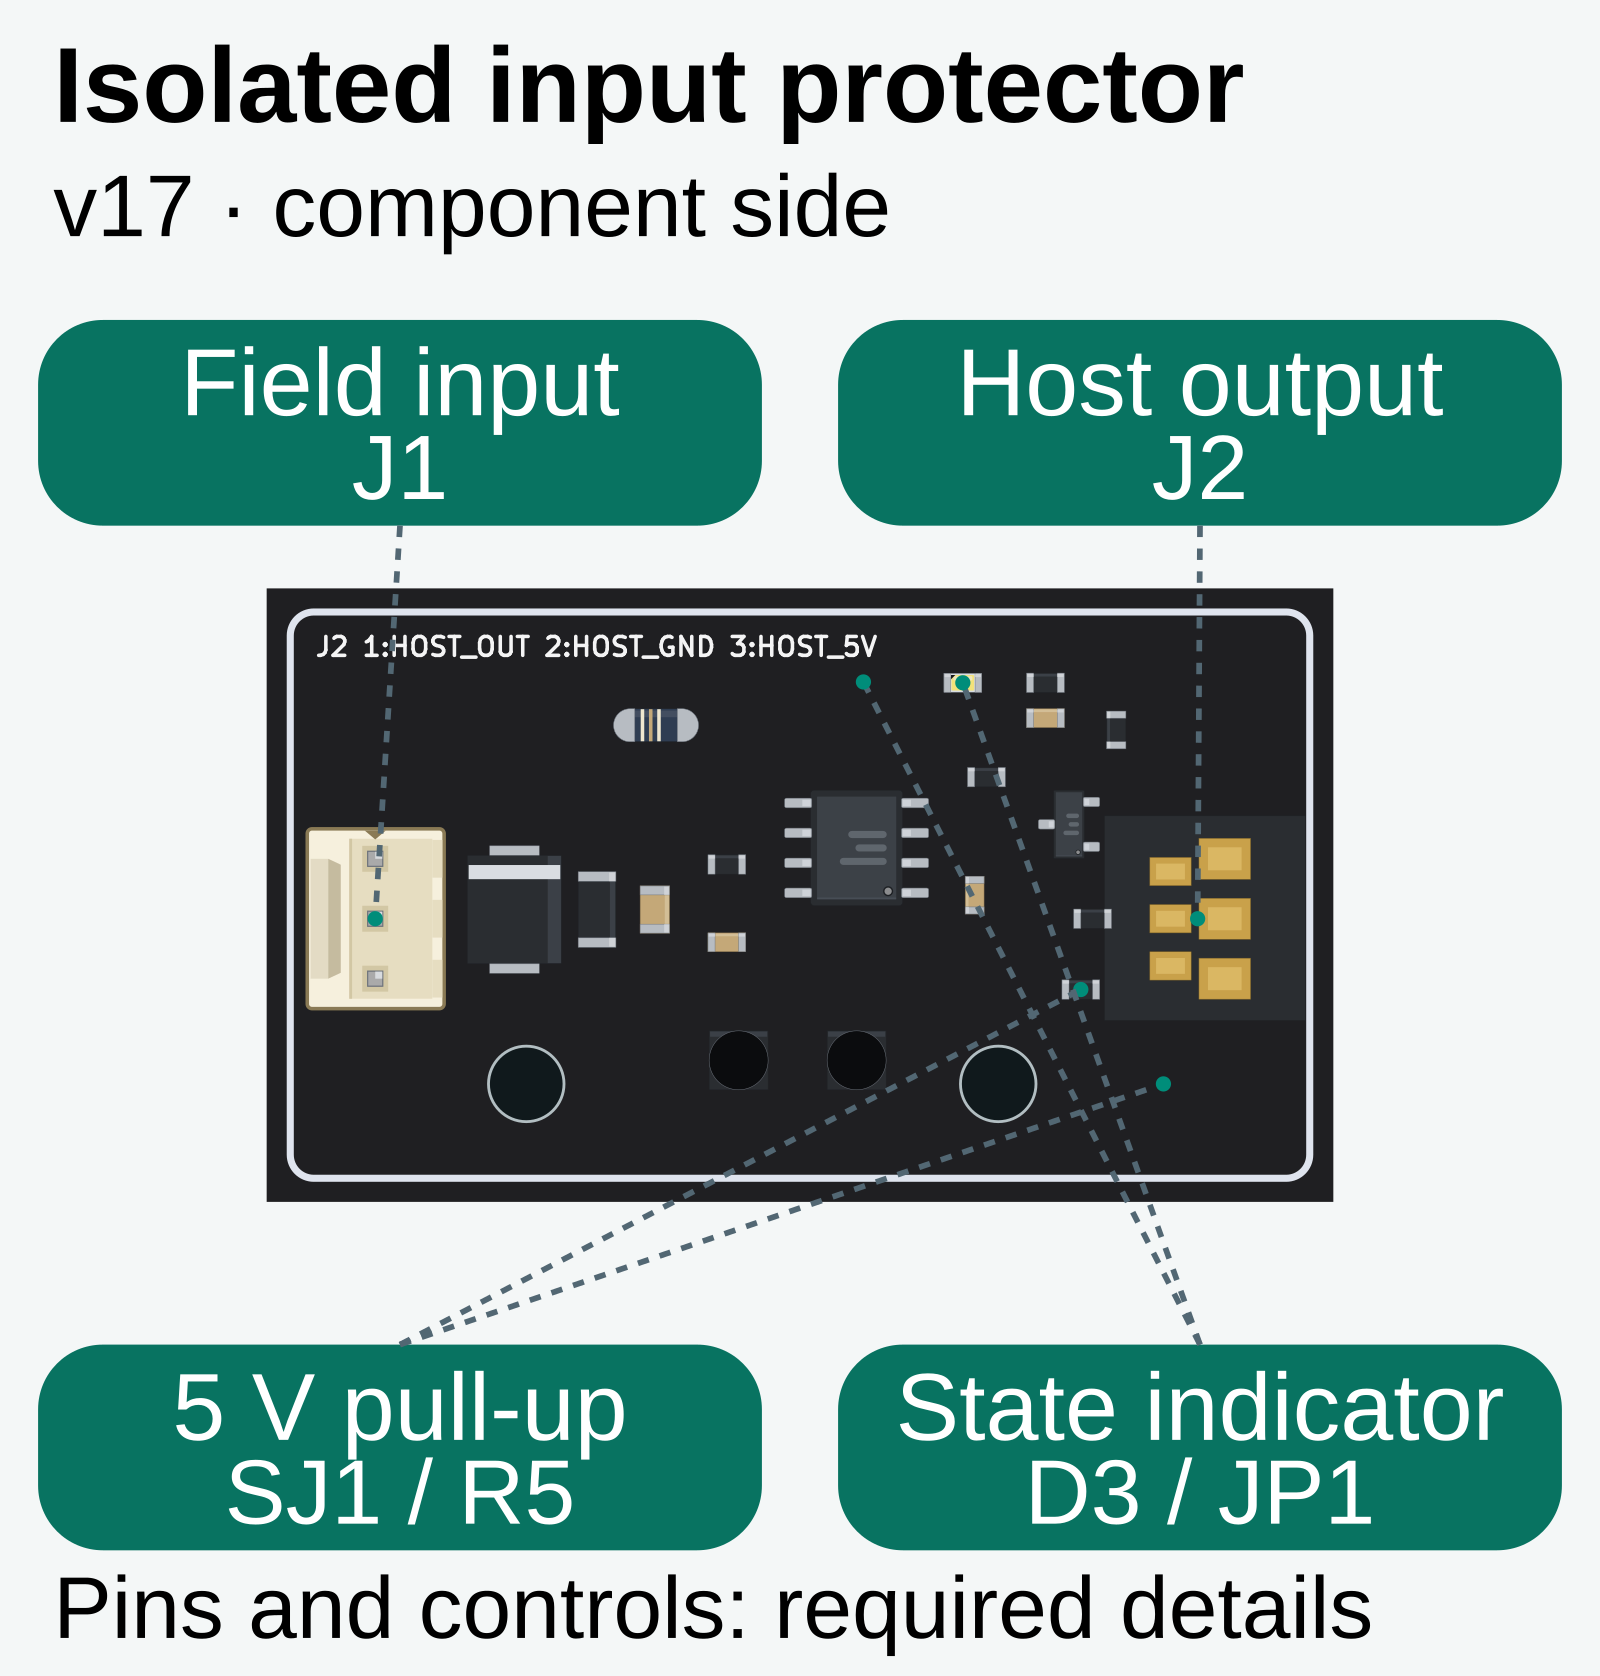 Isolated input protector
v17 · component side
Field input
J1
Host output
J2
J2 1:HOST_OUT 2:HOST_GND 3:HOST_5V
5 V pull-up
SJ1 / R5
State indicator
D3 / JP1
Pins and controls: required details